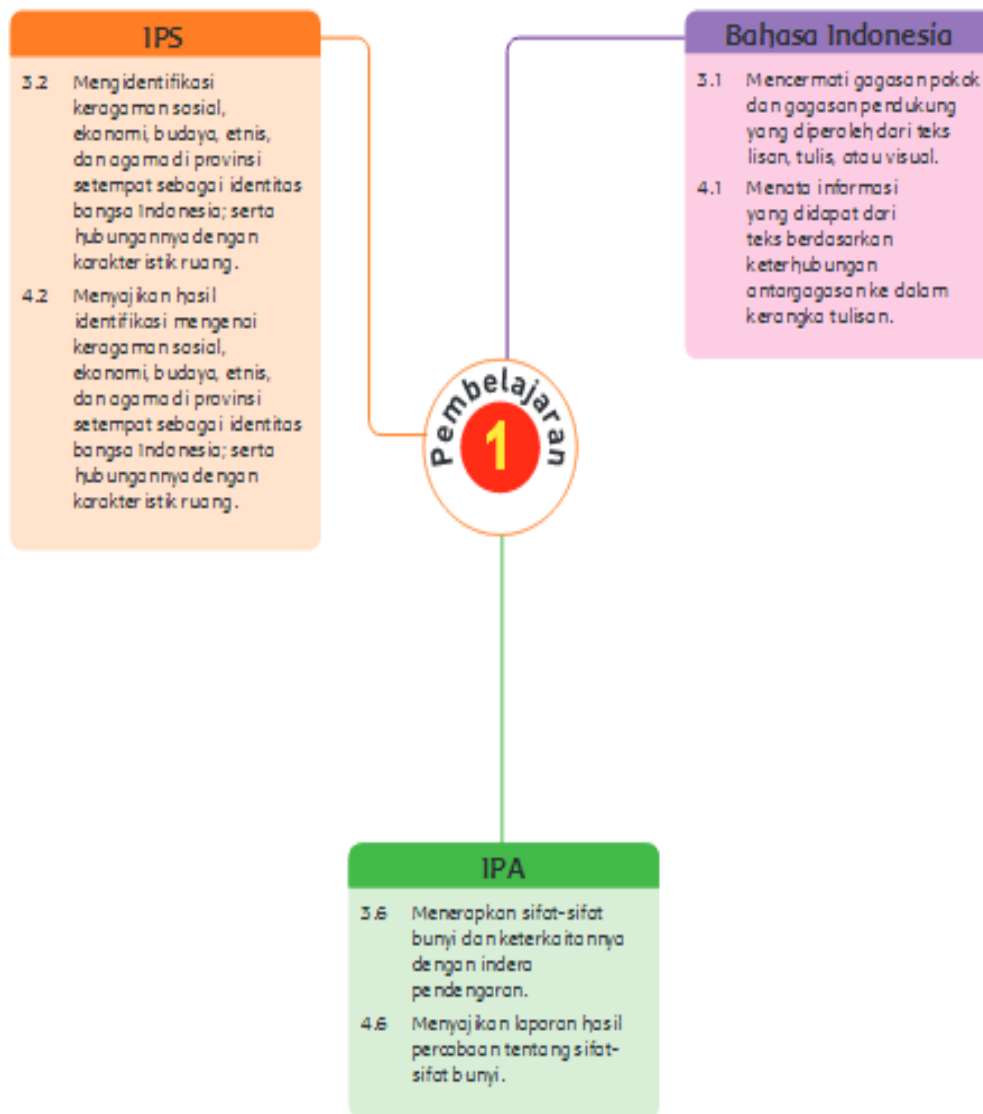 IPS
3.2 Mengidentifikasi
keragaman sosial,
ekonomi, budaya, etnis,
dan agama di provinsi
setempat sebagai identitas
bangsa Indonesia; serta
hubungannya dengan
karakteristik ruang.
4.2 Menyajikan hasil
identifikasi mengenai
keragaman sosial,
ekonomi, budaya, etnis,
dan agama di provinsi
setempat sebagai identitas
bangsa Indonesia; serta
hubungannya dengan
karakteristik ruang.
Bahasa Indonesia
3.1 Mencermati gagasan pokok
dan gagasan pendukung
yang diperoleh dari teks
lisan, tulis, atau visual.
4.1 Menata informasi
yang didapat dari
teks berdasarkan
keterhubungan
antargagasan ke dalam
kerangka tulisan.
Pembelajaran
1
IPA
3.6 Menerapkan sifat-sifat
bunyi dan keterkaitannya
dengan indera
pendengaran.
4.6 Menyajikan laporan hasil
percobaan tentang sifat-
sifat bunyi.